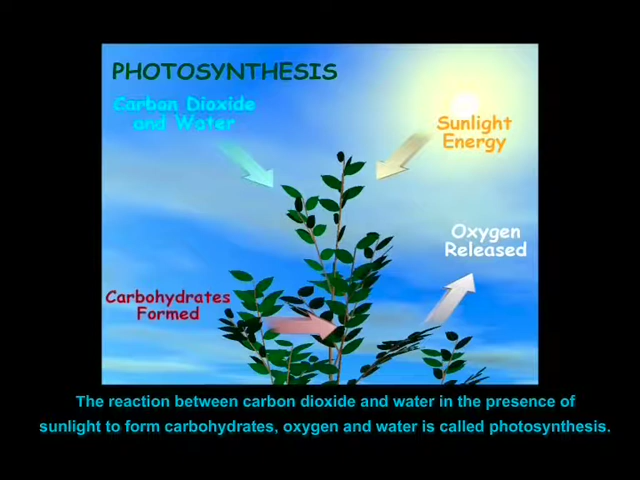 PHOTOSYNTHESIS
Carban Dioxide
and Water
Sunlight
Energy
Oxygen
Released
Carbohydrates
Formed
The reaction between carbon dioxide and water in the presence of
sunlight to form carbohydrates, oxygen and water is called photosynthesis.